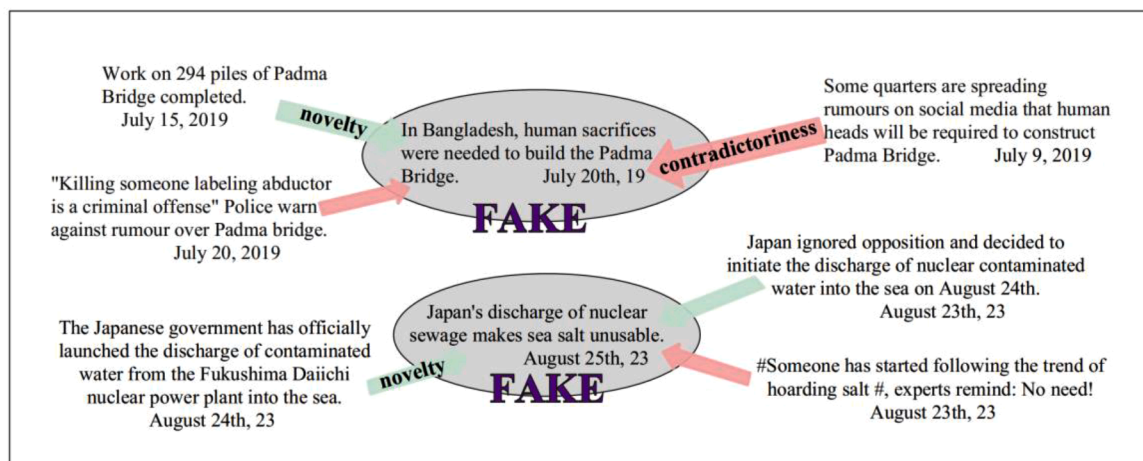 Work on 294 piles of Padma
Bridge completed.
July 15, 2019
novelty
In Bangladesh, human sacrifices
were needed to build the Padma
Bridge. July 20th, 19
FAKE
contradictoriness
Some quarters are spreading
rumours on social media that human
heads will be required to construct
Padma Bridge. July 9, 2019
"Killing someone labeling abductor
is a criminal offense" Police warn
against rumour over Padma bridge.
July 20, 2019
Japan ignored opposition and decided to
initiate the discharge of nuclear contaminated
water into the sea on August 24th.
August 23th, 23
Japan's discharge of nuclear
sewage makes sea salt unusable.
August 25th, 23
FAKE
The Japanese government has officially
launched the discharge of contaminated
water from the Fukushima Daiichi
nuclear power plant into the sea.
August 24th, 23
novelty
#Someone has started following the trend of
hoarding salt #, experts remind: No need!
August 23th, 23